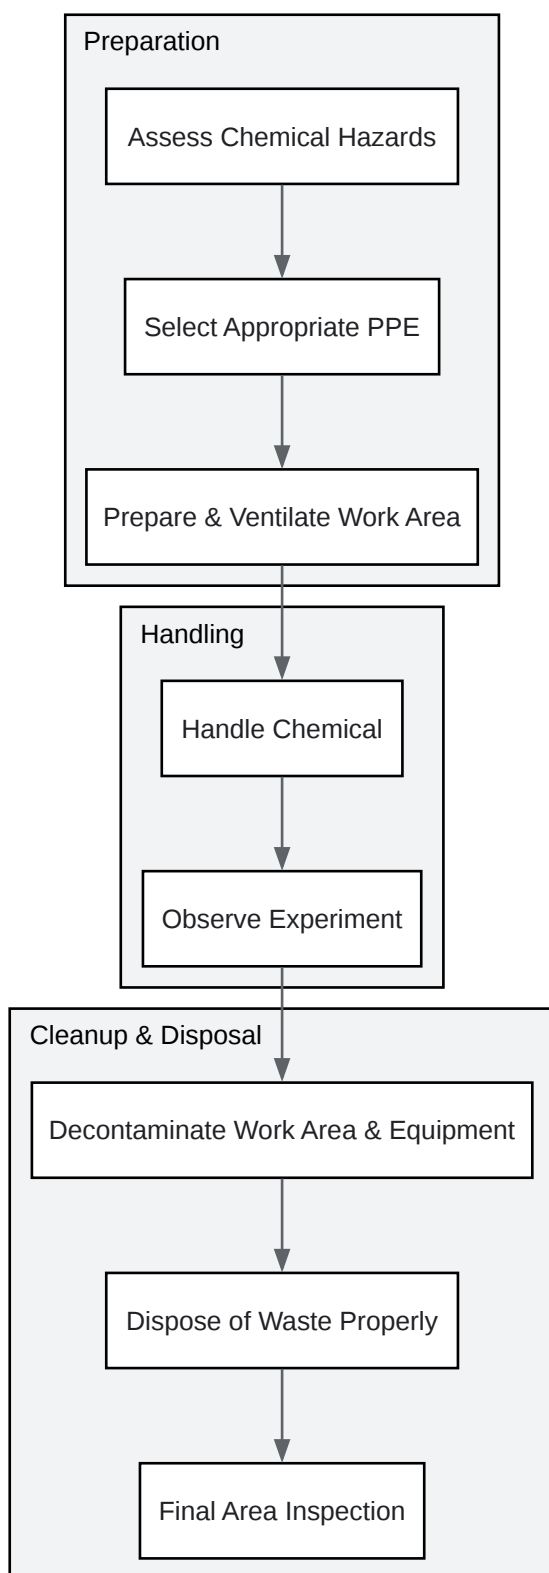 Preparation
Assess Chemical Hazards
Select Appropriate PPE
Prepare & Ventilate Work Area
Handling
Handle Chemical
Observe Experiment
Cleanup & Disposal
Decontaminate Work Area & Equipment
Dispose of Waste Properly
Final Area Inspection